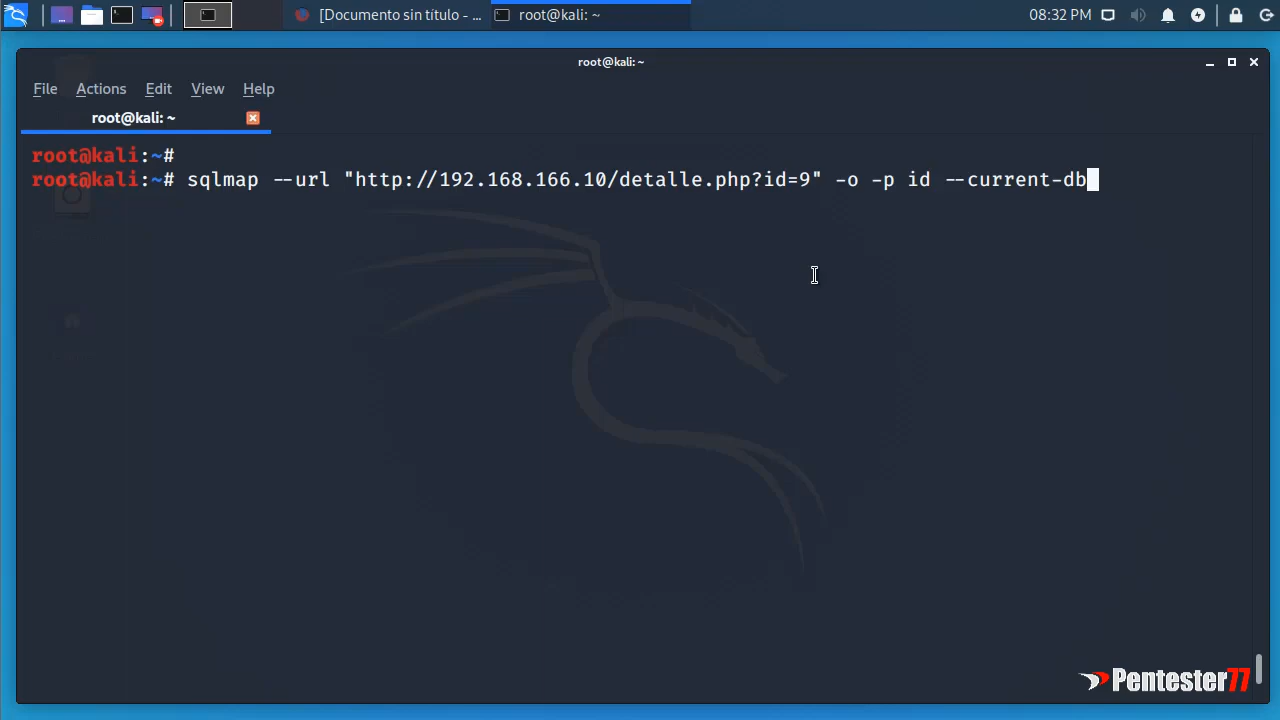 [Documento sin título - ...
root@kali: ~
08:32 PM
root@kali: ~
File Actions Edit View Help
root@kali: ~
root@kali:~#
root@kali:~# sqlmap --url "http://192.168.166.10/detalle.php?id=9" -o -p id --current-db
Pentester77